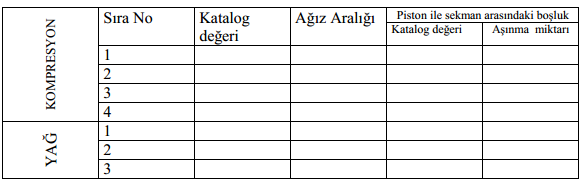 KOMPRESYON
Sıra No
Katalog
değeri
Ağız Aralığı
Piston ile sekman arasındaki boşluk
Katalog değeri
Aşınma miktarı
1
2
3
4
YAĞ
1
2
3